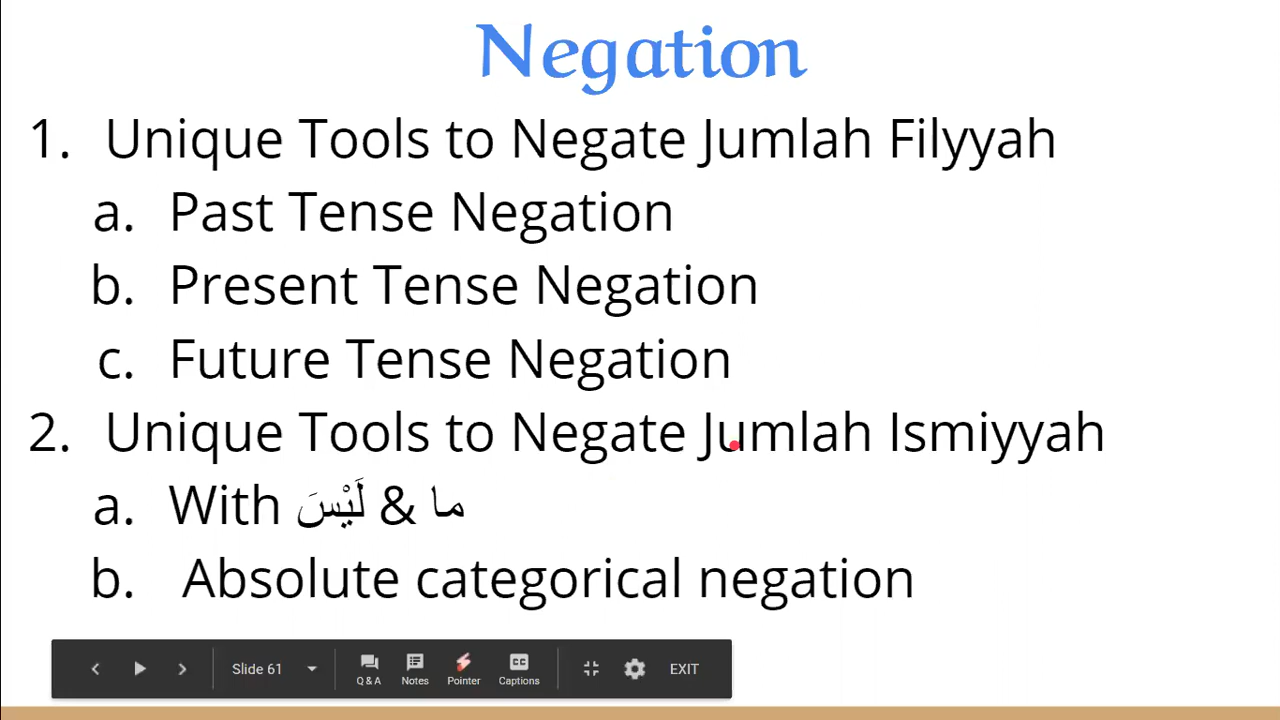 Negation
1. Unique Tools to Negate Jumlah Filyyah
a. Past Tense Negation
b. Present Tense Negation
c. Future Tense Negation
2. Unique Tools to Negate Jumlah Ismiyyah
a. With لَيْسَ & ما
b. Absolute categorical negation
Slide 61 Q & A Notes Pointer CC Captions EXIT